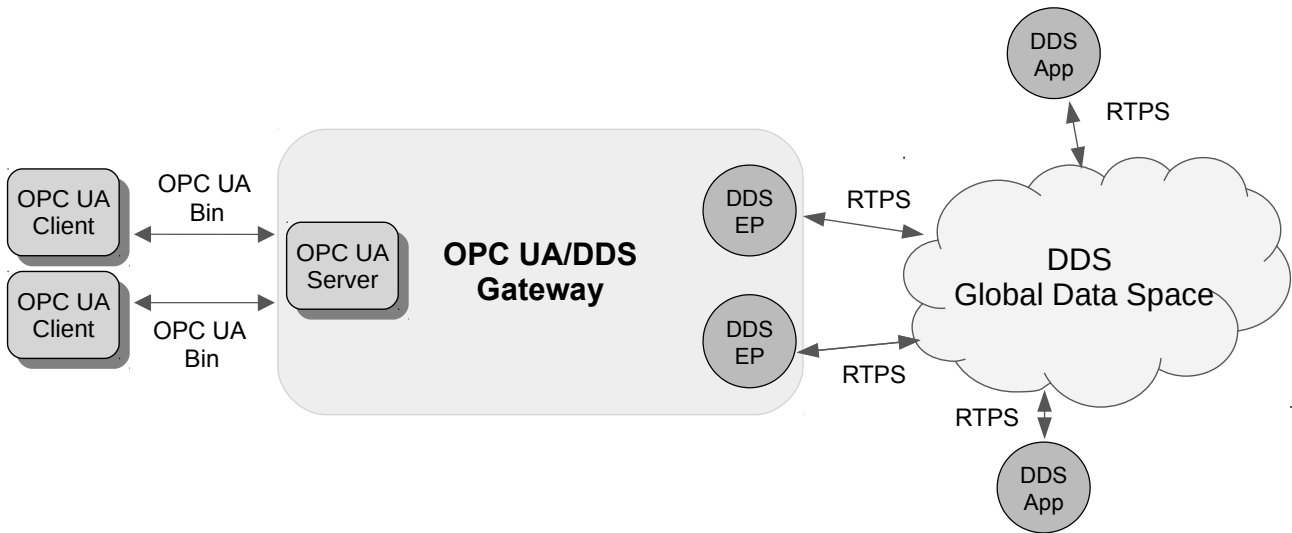 DDS
App
RTPS
OPC UA
Client
OPC UA
Bin
OPC UA
Server
OPC UA/DDS
Gateway
DDS
EP
RTPS
DDS
Global Data Space
OPC UA
Client
OPC UA
Bin
DDS
EP
RTPS
RTPS
DDS
App